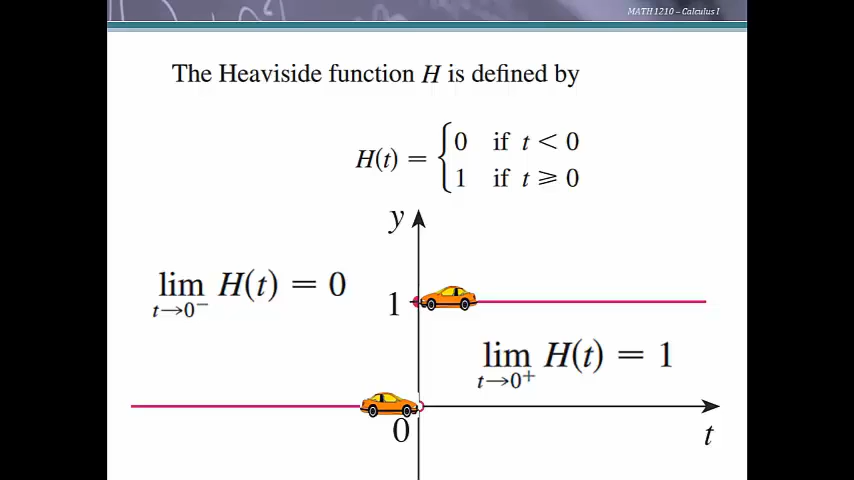 MATH 1210 – Calculus I
The Heaviside function H is defined by
H(t) = { 0 if t < 0
1 if t ⩾ 0
y
lim t→0⁻ H(t) = 0
1
lim t→0⁺ H(t) = 1
0
t